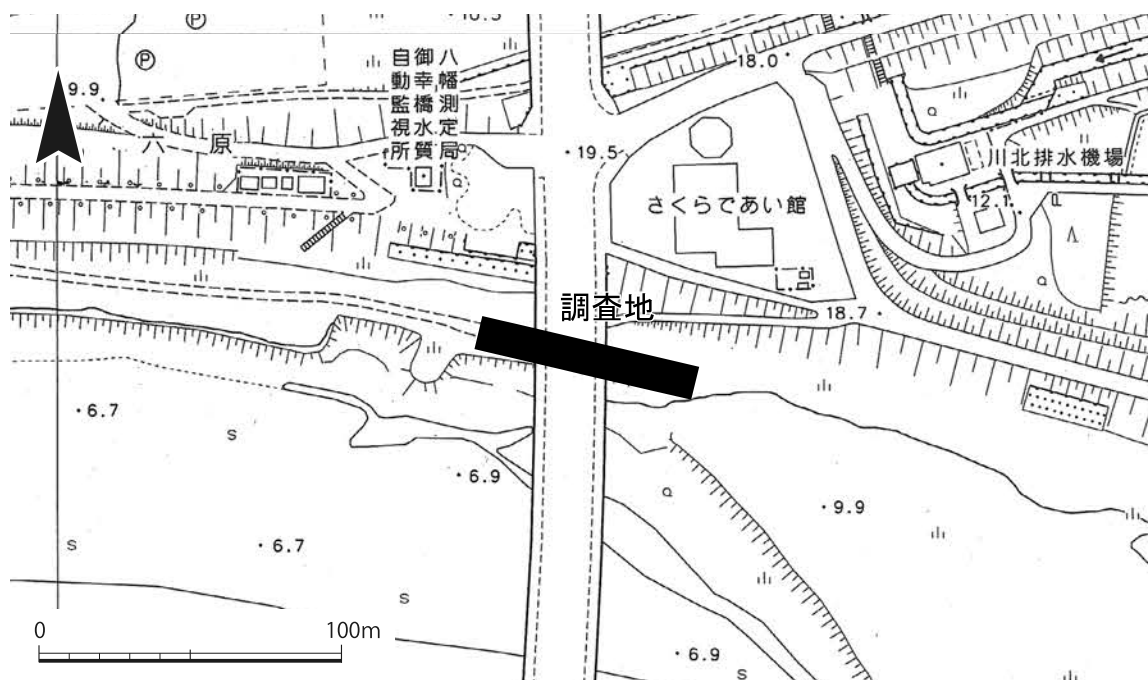 10.5
P
P
9.9
八幡測定局
御幸橋水質
自動監視所
六原
18.0
19.5
さくらであい館
川北排水機場
12.1
調査地
18.7
6.7
s
6.9
9.9
s
6.7
s
6.9
s
0 100m